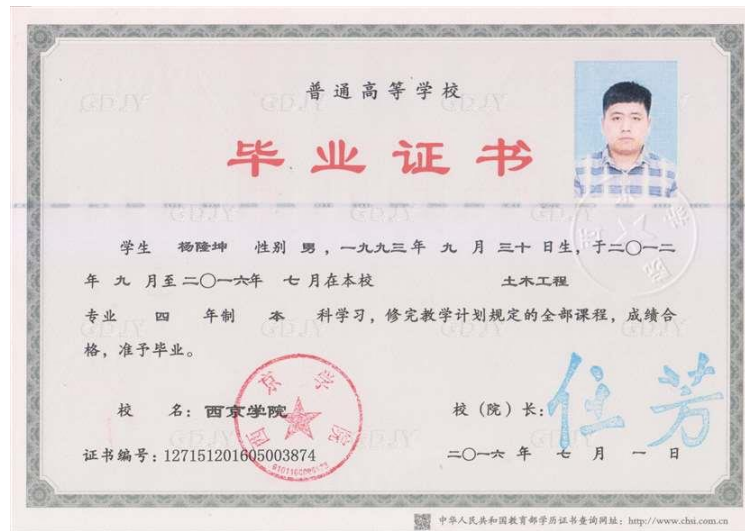 普通高等学校
毕业证书
学生 杨隆坤 性别 男，一九九三年 九 月 三十 日生，于二〇一二
年 九 月至二〇一六年 七月在本校 土木工程
专业 四 年制 本 科学习，修完教学计划规定的全部课程，成绩合
格，准予毕业。
校 名：西京学院
校（院）长：任芳
西京学院
证书编号：127151201605003874
二〇一六 年 七 月 一 日
中华人民共和国教育部学历证书查询网址：http://www.chsi.com.cn